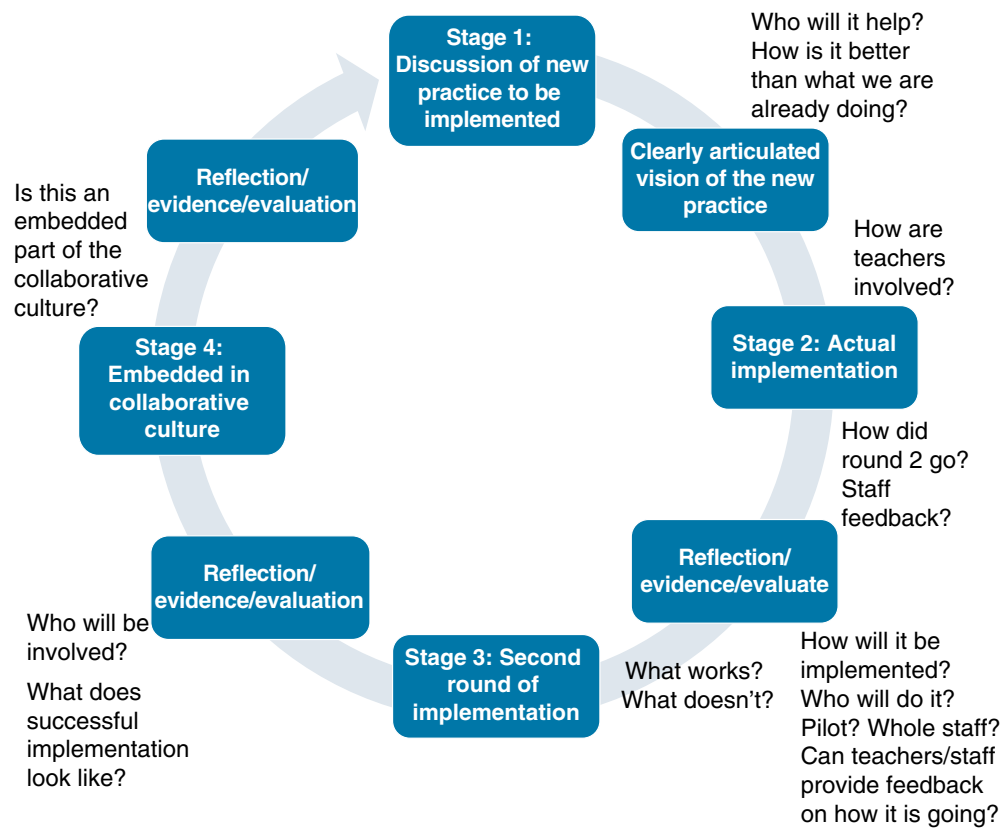 Stage 1:
Discussion of new
practice to be
implemented
Who will it help?
How is it better
than what we are
already doing?
Clearly articulated
vision of the new
practice
How are
teachers
involved?
Stage 2: Actual
implementation
How did
round 2 go?
Staff
feedback?
Reflection/
evidence/evaluate
How will it be
implemented?
Who will do it?
Pilot? Whole staff?
Can teachers/staff
provide feedback
on how it is going?
What works?
What doesn't?
Stage 3: Second
round of
implementation
Reflection/
evidence/evaluation
Who will be
involved?
What does
successful
implementation
look like?
Stage 4:
Embedded in
collaborative
culture
Is this an
embedded
part of the
collaborative
culture?
Reflection/
evidence/evaluation